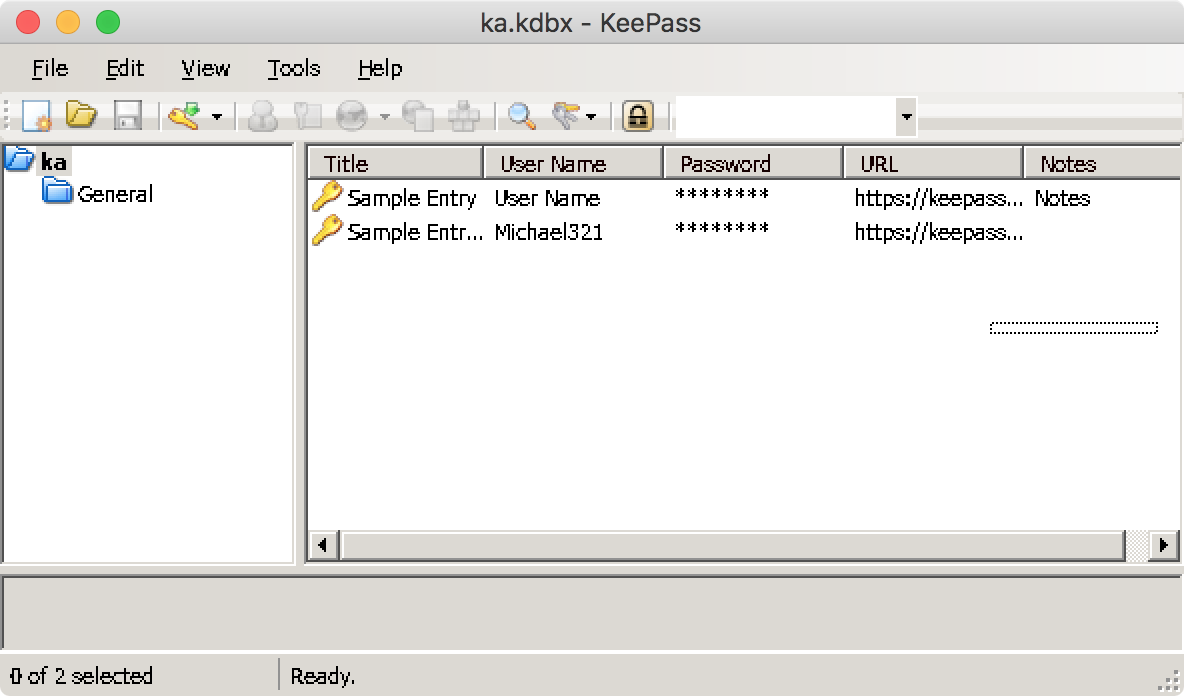 ka.kdbx - KeePass
File Edit View Tools Help
ka
General
Title User Name Password URL Notes
Sample Entry User Name ******** https://keepass... Notes
Sample Entr... Michael321 ******** https://keepass...
0 of 2 selected Ready.